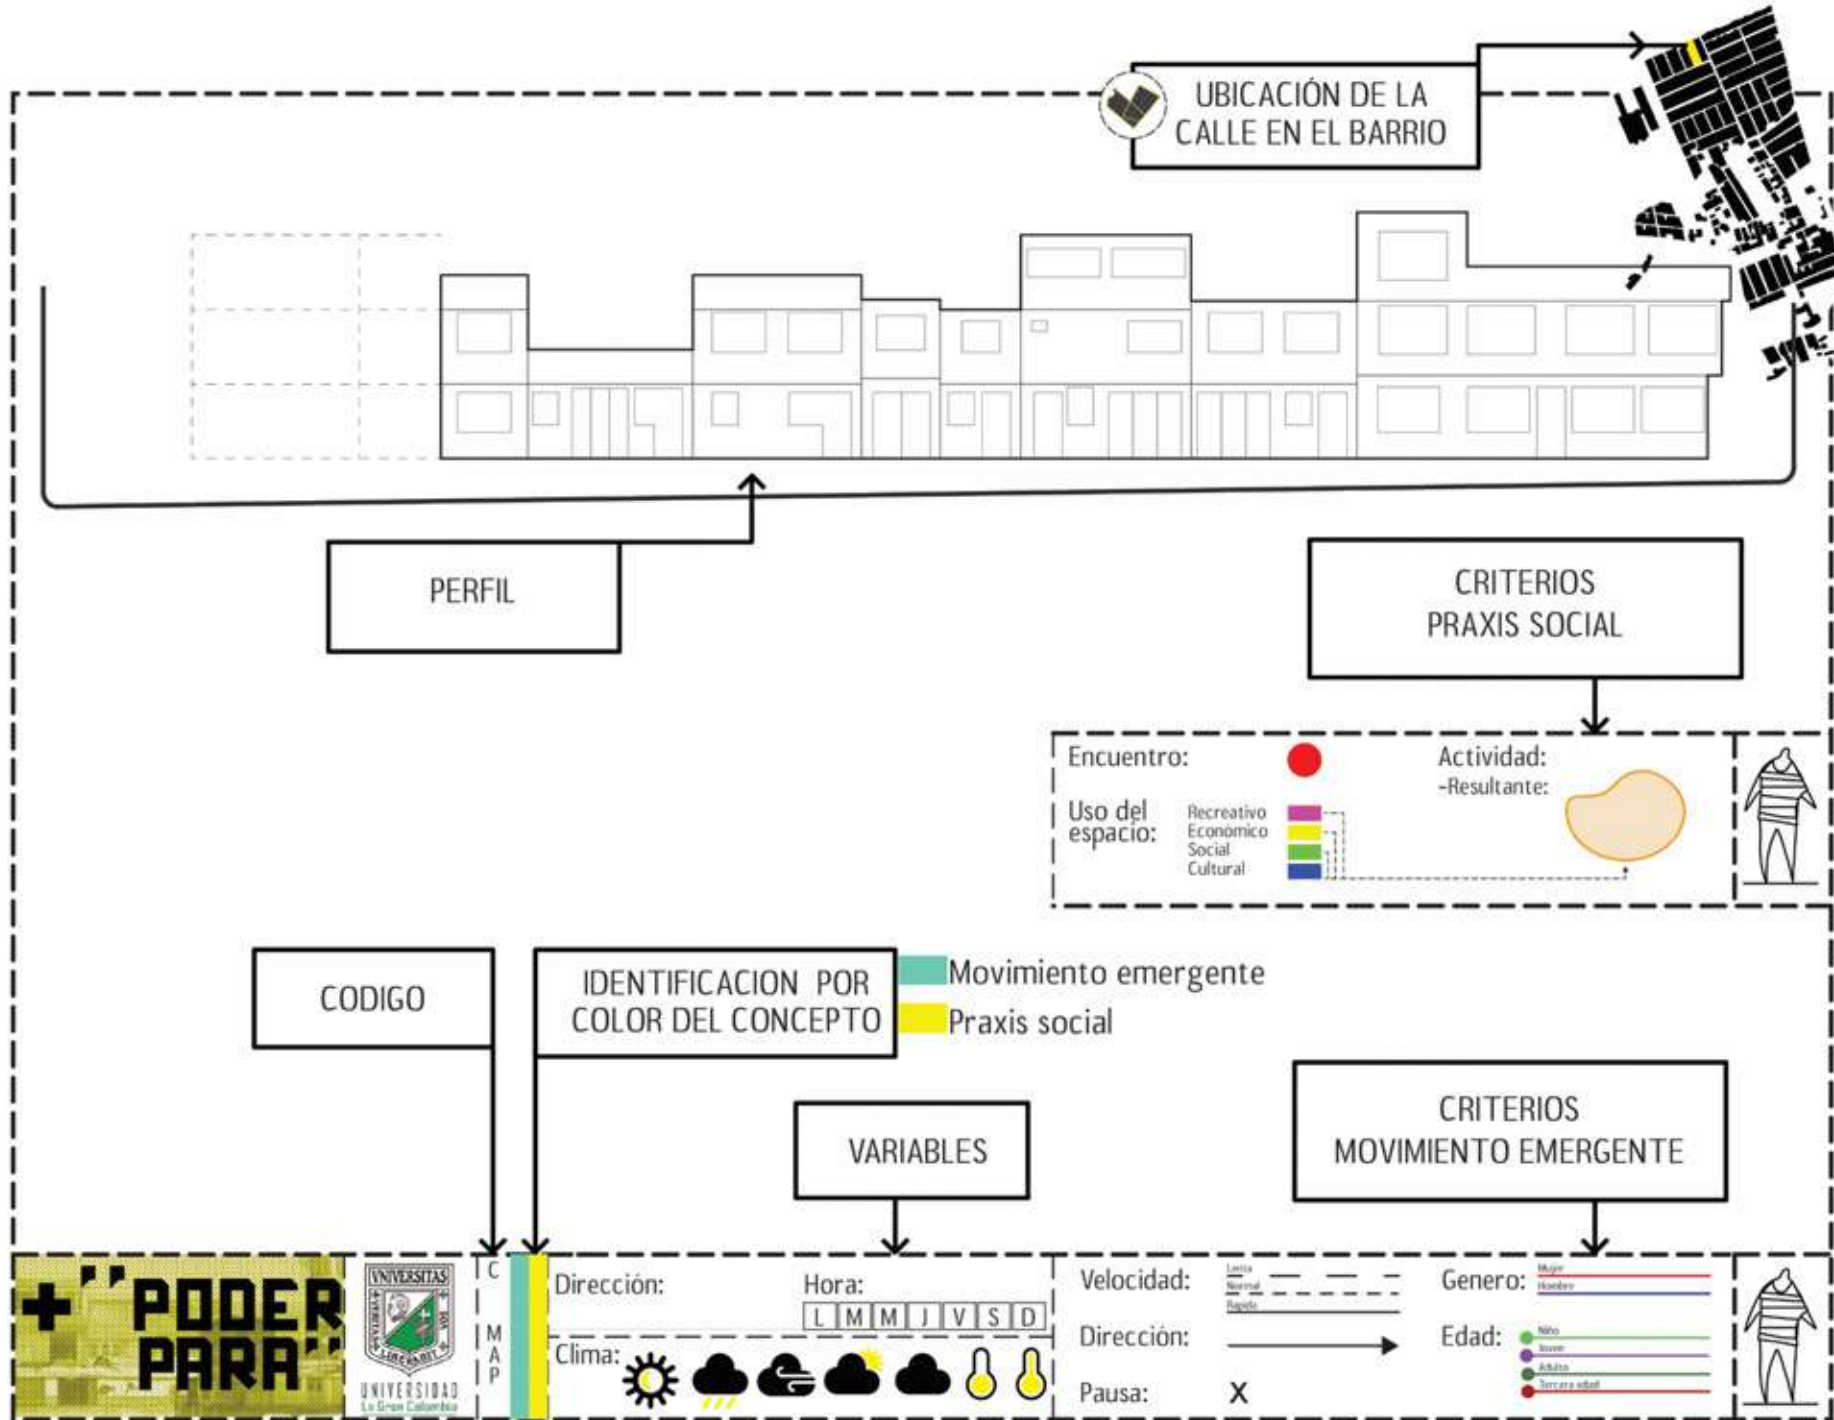 UBICACIÓN DE LA
CALLE EN EL BARRIO
PERFIL
CRITERIOS
PRAXIS SOCIAL
Encuentro:
Actividad:
-Resultante:
Uso del
espacio:
Recreativo
Económico
Social
Cultural
CODIGO
IDENTIFICACION POR
COLOR DEL CONCEPTO
Movimiento emergente
Praxis social
VARIABLES
CRITERIOS
MOVIMIENTO EMERGENTE
+"PODER
PARA"
VNIVERSITAS
UNIVERSIDAD
La Gran Colombia
C MAP
Dirección:
Hora:
L M M J V S D
Clima:
Velocidad:
Lenta
Normal
Rapida
Dirección:
Pausa: X
Genero:
Mujer
Hombre
Edad:
Niño
Joven
Adulto
Tercera edad